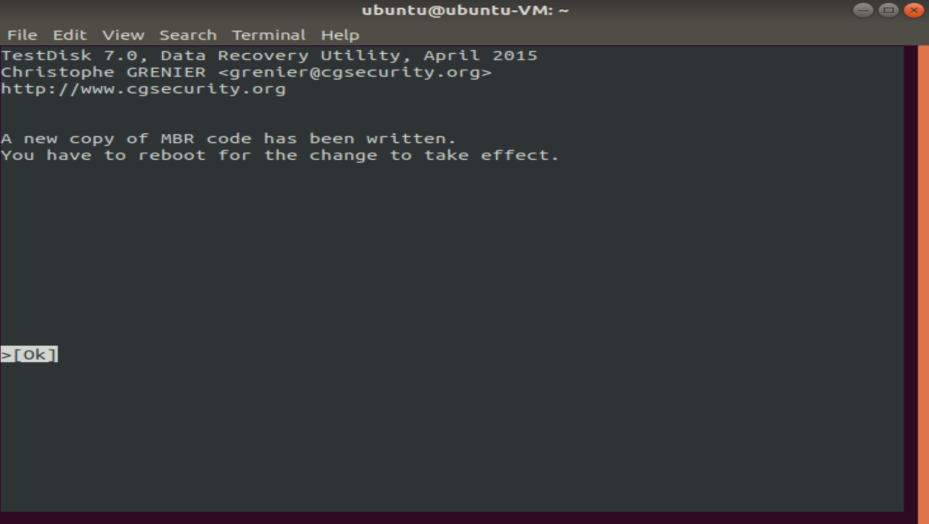 ubuntu@ubuntu-VM: ~
File Edit View Search Terminal Help
TestDisk 7.0, Data Recovery Utility, April 2015
Christophe GRENIER <grenier@cgsecurity.org>
http://www.cgsecurity.org
A new copy of MBR code has been written.
You have to reboot for the change to take effect.
>[Ok]